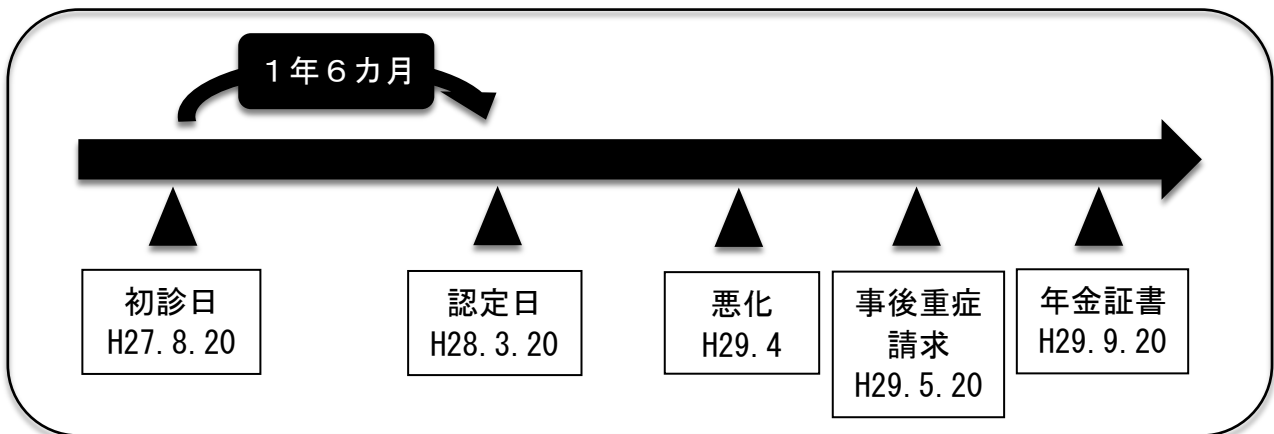 １年６カ月
初診日
H27.8.20
認定日
H28.3.20
悪化
H29.4
事後重症
請求
H29.5.20
年金証書
H29.9.20